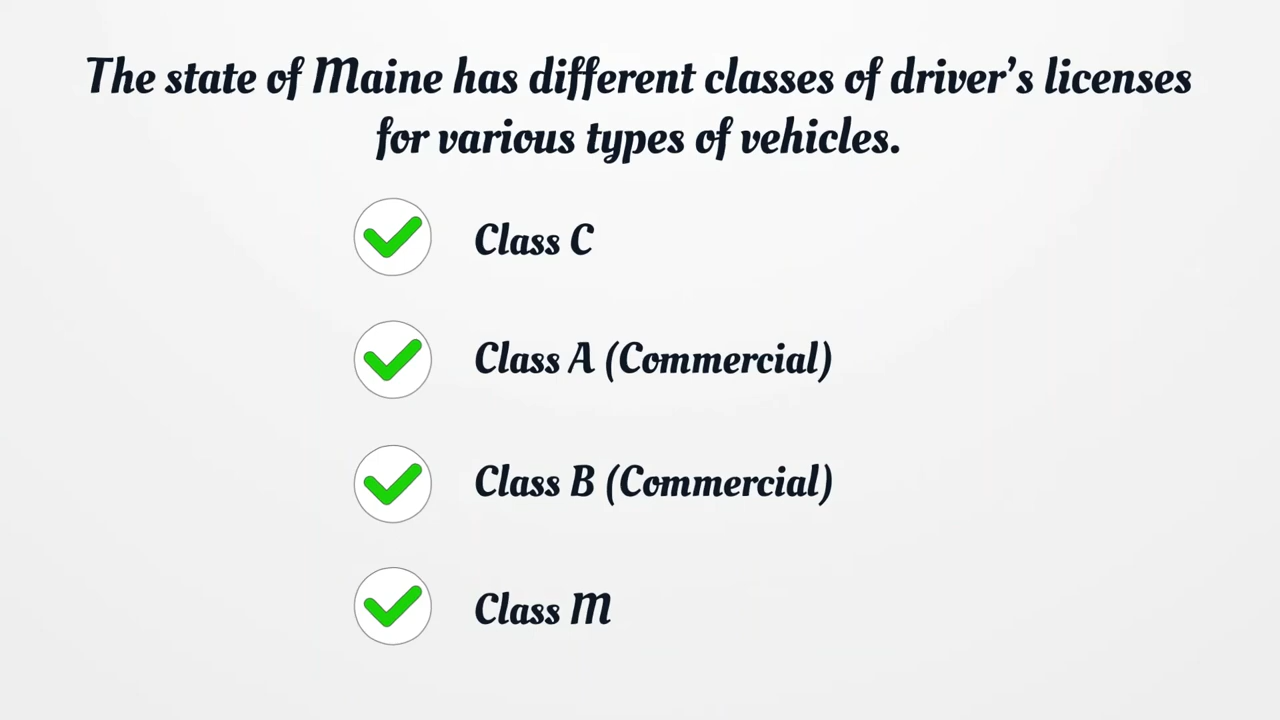 The state of Maine has different classes of driver’s licenses
for various types of vehicles.
Class C
Class A (Commercial)
Class B (Commercial)
Class M